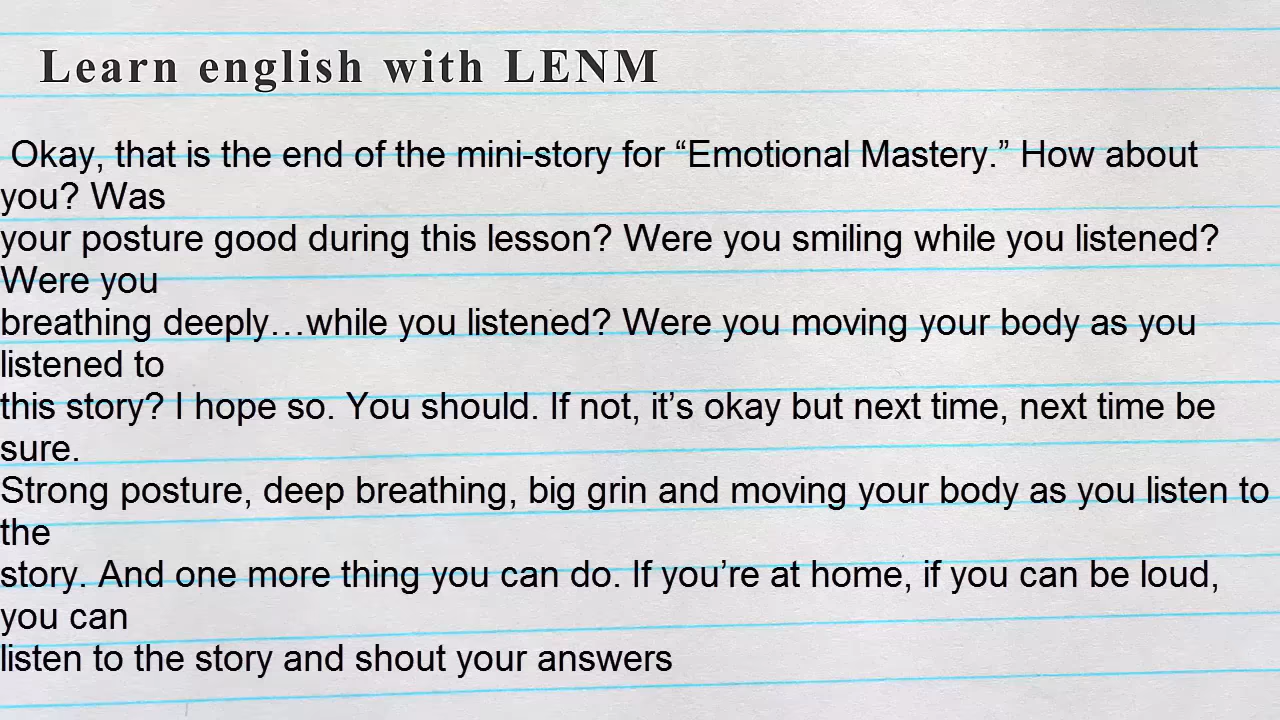 Learn english with LENM
Okay, that is the end of the mini-story for “Emotional Mastery.” How about
you? Was
your posture good during this lesson? Were you smiling while you listened?
Were you
breathing deeply…while you listened? Were you moving your body as you
listened to
this story? I hope so. You should. If not, it’s okay but next time, next time be
sure.
Strong posture, deep breathing, big grin and moving your body as you listen to
the
story. And one more thing you can do. If you’re at home, if you can be loud,
you can
listen to the story and shout your answers